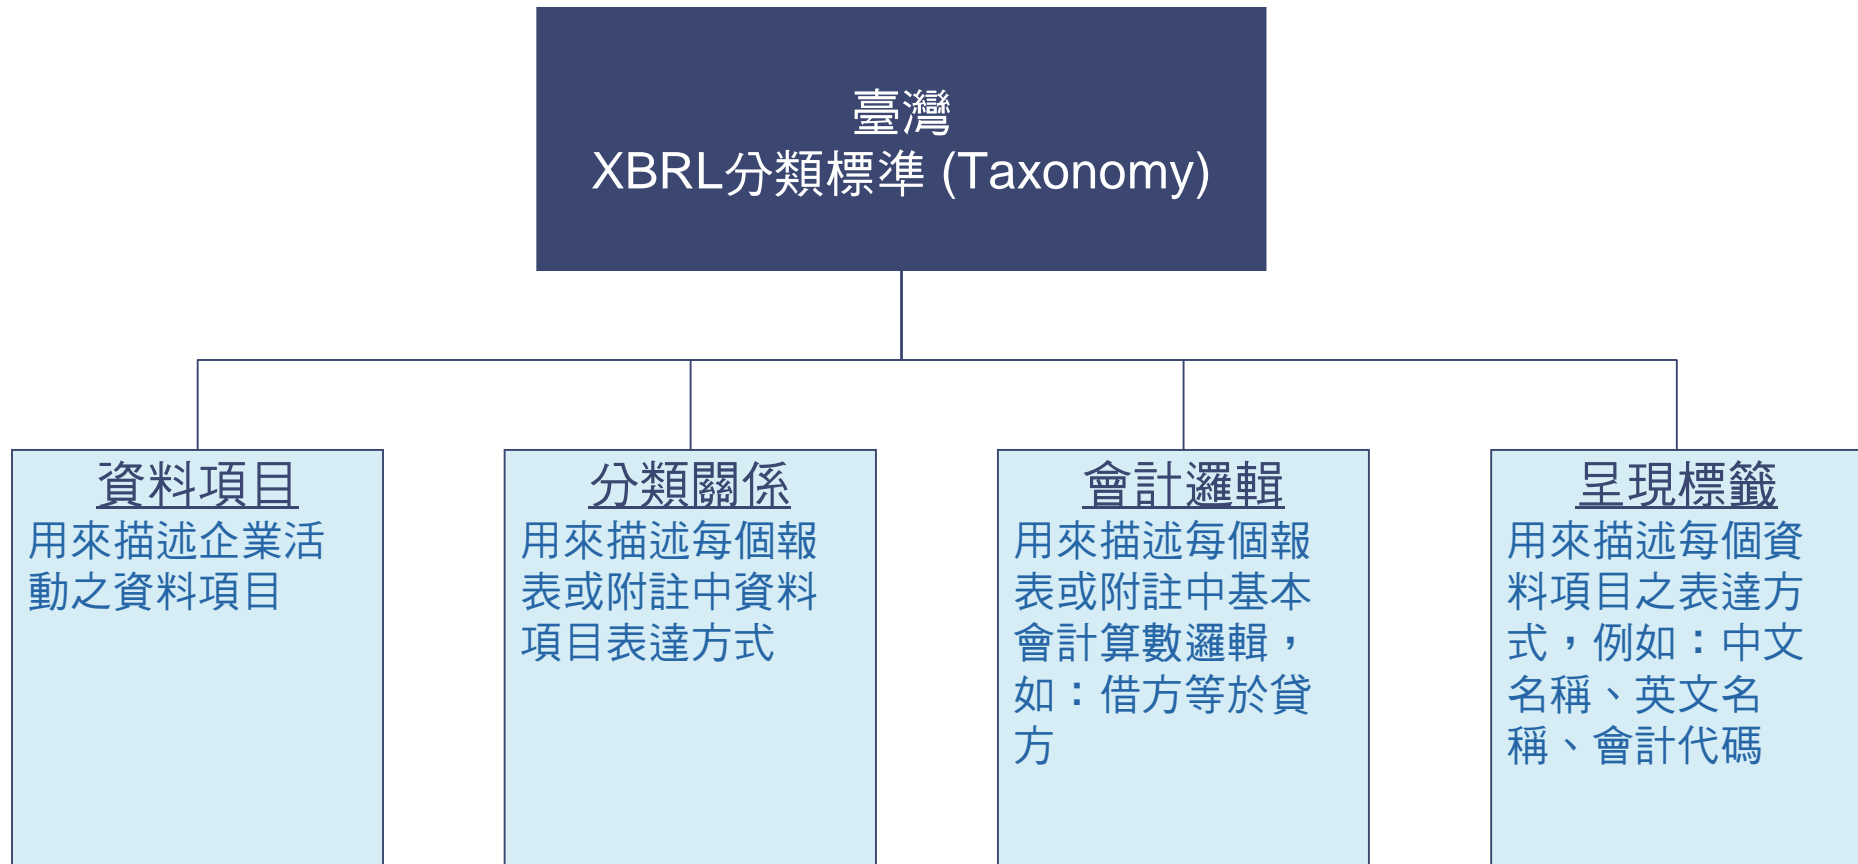 臺灣
XBRL分類標準 (Taxonomy)
資料項目
用來描述企業活
動之資料項目
分類關係
用來描述每個報
表或附註中資料
項目表達方式
會計邏輯
用來描述每個報
表或附註中基本
會計算數邏輯，
如：借方等於貸
方
呈現標籤
用來描述每個資
料項目之表達方
式，例如：中文
名稱、英文名
稱、會計代碼